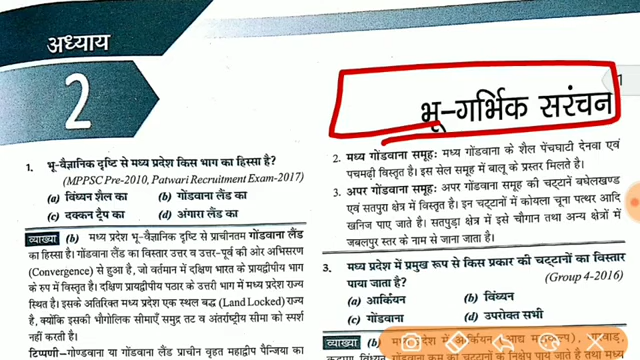 अध्याय
2
भू-गर्भिक सरंचन
1. भू-वैज्ञानिक दृष्टि से मध्य प्रदेश किस भाग का हिस्सा है?
(MPPSC Pre-2010, Patwari Recruitment Exam-2017)
(a) विंध्यन शैल का (b) गोंडवाना लैंड का
(c) दक्कन ट्रैप का (d) अंगारा लैंड का
व्याख्या (b) मध्य प्रदेश भू-वैज्ञानिक दृष्टि से प्राचीनतम गोंडवाना लैंड
का हिस्सा है। गोंडवाना लैंड का विस्तार उत्तर व उत्तर-पूर्व की ओर अभिसरण
(Convergence) से हुआ है, जो वर्तमान में दक्षिण भारत के प्रायद्वीपीय भाग
के रुप में विस्तृत है। दक्षिण प्रायद्वीपीय पठार के उत्तरी भाग में मध्यप्रदेश राज्य
स्थित है। इसके अतिरिक्त मध्यप्रदेश एक स्थल बद्ध (Land Locked) राज्य
है, क्योंकि इसकी भौगोलिक सीमाएँ समुद्र तट व अंतर्राष्ट्रीय सीमा को स्पर्श
नहीं करती है।
टिप्पणी- गोण्डवाना या गोंडवाना लैंड प्राचीन वृहत महाद्वीप पैन्जिया का
2. मध्य गोंडवाना समूह: मध्य गोंडवाना के शैल पेंचघाटी देनवा एवं
पचमढ़ी विस्तृत है। इस सेल समूह में बालू के प्रस्तर मिलते है।
3. अपर गोंडवाना समूह: अपर गोंडवाना समूह की चट्टानें बघेलखण्ड
एवं सतपुरा क्षेत्र में विस्तृत है। इन चट्टानों में कोयला चूना पत्थर आदि
खनिज पाए जाते है। सतपुड़ा क्षेत्र में इसे चौगान तथा अन्य क्षेत्रों में
जबलपुर स्तर के नाम से जाना जाता है।
3. मध्य प्रदेश में प्रमुख रूप से किस प्रकार की चट्टानों का विस्तार
पाया जाता है? (Group 4-2016)
(a) आर्कियन (b) विंध्यन
(c) गोंडवाना (d) उपरोक्त सभी
व्याख्या